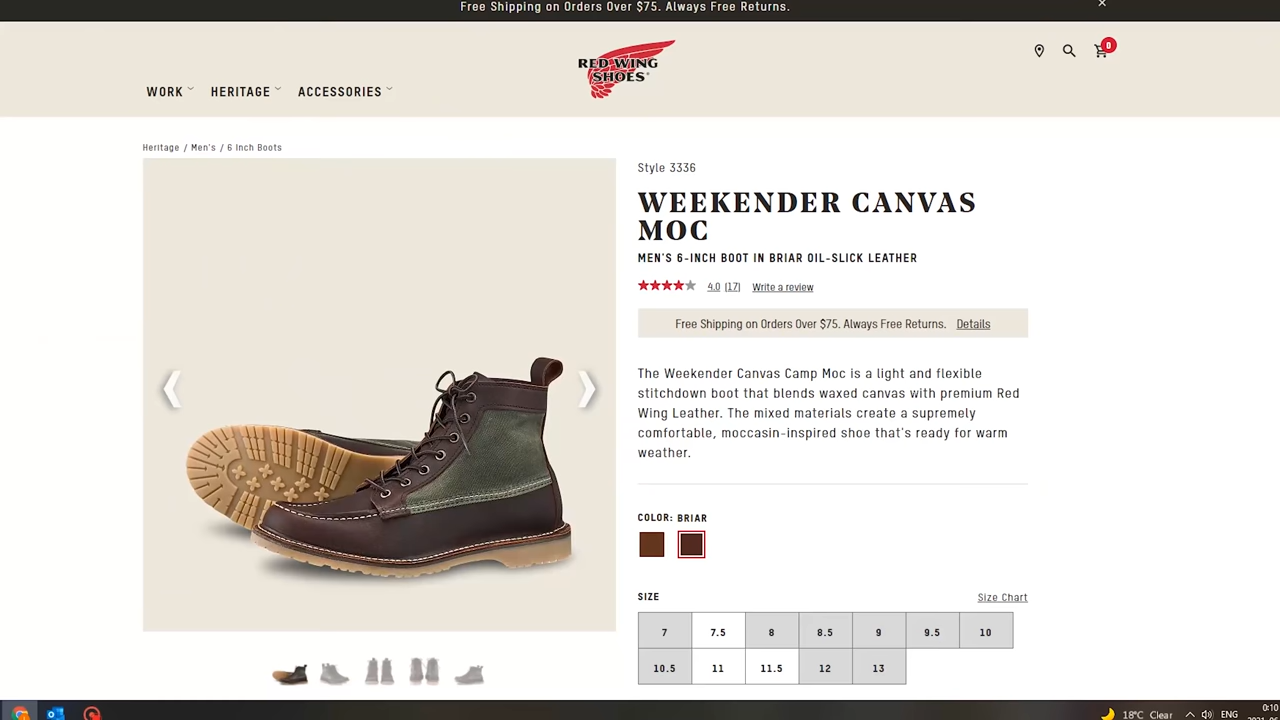 Free Shipping on Orders Over $75. Always Free Returns.
0
RED WING
SHOES®
WORK
HERITAGE
ACCESSORIES
Heritage / Men's / 6 Inch Boots
Style 3336
WEEKENDER CANVAS
MOC
MEN'S 6-INCH BOOT IN BRIAR OIL-SLICK LEATHER
4.0 (17) Write a review
Free Shipping on Orders Over $75. Always Free Returns. Details
The Weekender Canvas Camp Moc is a light and flexible
stitchdown boot that blends waxed canvas with premium Red
Wing Leather. The mixed materials create a supremely
comfortable, moccasin-inspired shoe that's ready for warm
weather.
COLOR: BRIAR
SIZE Size Chart
7 7.5 8 8.5 9 9.5 10
10.5 11 11.5 12 13
18°C Clear ENG 0:10